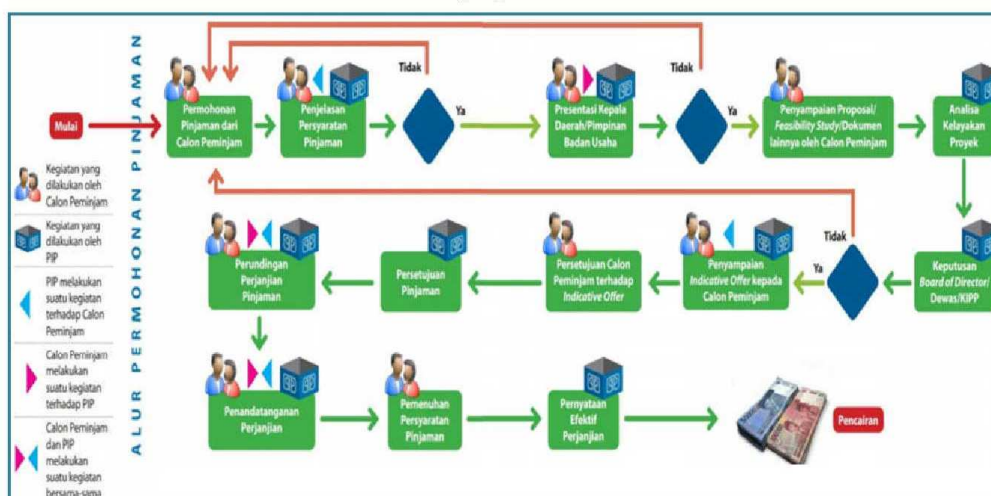 ALUR PERMOHONAN PINJAMAN
Mulai
Permohonan
Pinjaman dari
Calon Peminjam
Penjelasan
Persyaratan
Pinjaman
Tidak
Ya
Presentasi Kepala
Daerah/Pimpinan
Badan Usaha
Tidak
Ya
Penyampaian Proposal/
Feasibility Study/Dokumen
lainnya oleh Calon Peminjam
Analisa
Kelayakan
Proyek
Keputusan
Board of Director/
Dewas/KIPP
Tidak
Ya
Penyampaian
Indicative Offer kepada
Calon Peminjam
Persetujuan Calon
Peminjam terhadap
Indicative Offer
Persetujuan
Pinjaman
Perundingan
Perjanjian
Pinjaman
Penandatanganan
Perjanjian
Pemenuhan
Persyaratan
Pinjaman
Pernyataan
Efektif
Perjanjian
Pencairan
Kegiatan yang
dilakukan oleh
Calon Peminjam
Kegiatan yang
dilakukan oleh
PIP
PIP melakukan
suatu kegiatan
terhadap Calon
Peminjam
Calon Peminjam
melakukan
suatu kegiatan
terhadap PIP
Calon Peminjam
dan PIP
melakukan
suatu kegiatan
bersama-sama